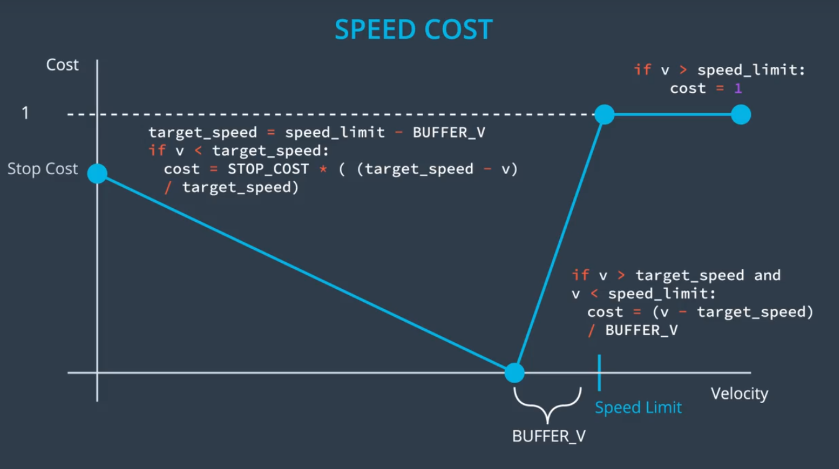 SPEED COST
Cost
if v > speed_limit:
cost = 1
1
target_speed = speed_limit - BUFFER_V
if v < target_speed:
cost = STOP_COST * ( (target_speed - v)
/ target_speed)
Stop Cost
if v > target_speed and
v < speed_limit:
cost = (v - target_speed)
/ BUFFER_V
Velocity
Speed Limit
BUFFER_V